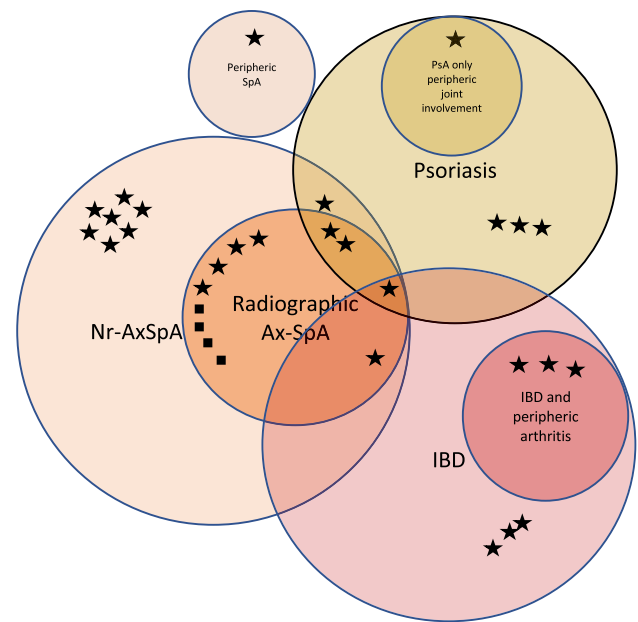 Peripheric
SpA
PsA only
peripheric
joint
involvement
Psoriasis
Radiographic
Ax-SpA
Nr-AxSpA
IBD and
peripheric
arthritis
IBD